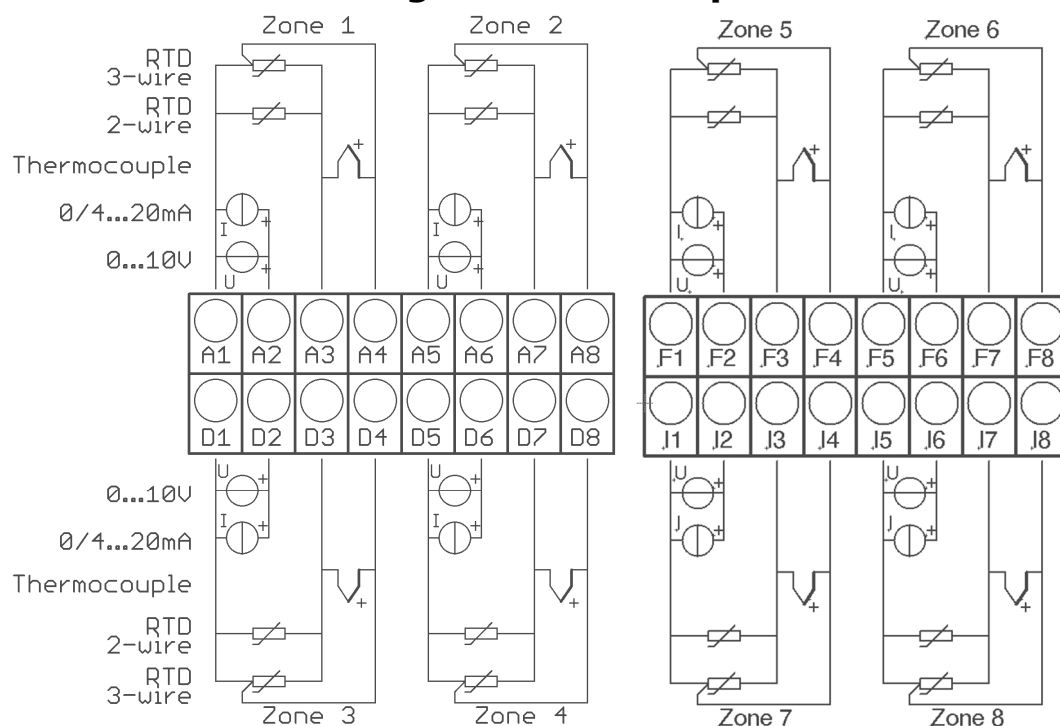 Zone 1
Zone 2
Zone 5
Zone 6
RTD
3-wire
RTD
2-wire
Thermocouple
+ + + +
0/4...20mA
I + I + I + I +
0...10V
U + U + U + U +
A1 A2 A3 A4 A5 A6 A7 A8 F1 F2 F3 F4 F5 F6 F7 F8
D1 D2 D3 D4 D5 D6 D7 D8 I1 I2 I3 I4 I5 I6 I7 I8
U + U + U + U +
0...10V
I + I + I + I +
0/4...20mA
Thermocouple
+ + + +
RTD
2-wire
RTD
3-wire
Zone 3
Zone 4
Zone 7
Zone 8